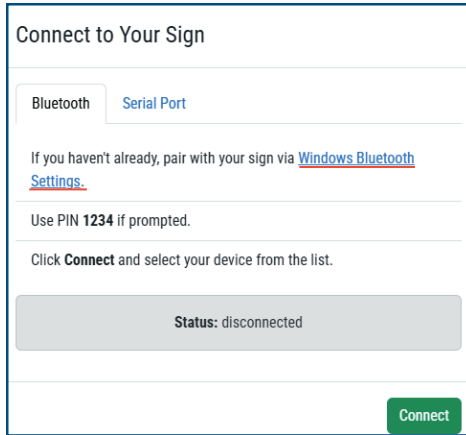 Connect to Your Sign
Bluetooth
Serial Port
If you haven't already, pair with your sign via Windows Bluetooth
Settings.
Use PIN 1234 if prompted.
Click Connect and select your device from the list.
Status: disconnected
Connect